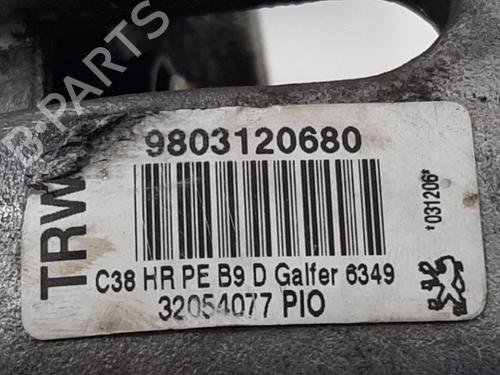 B-PARTS
TRW
9803120680
C38 HR PE B9 D Galfer 6349
32054077 PIO
*031206*